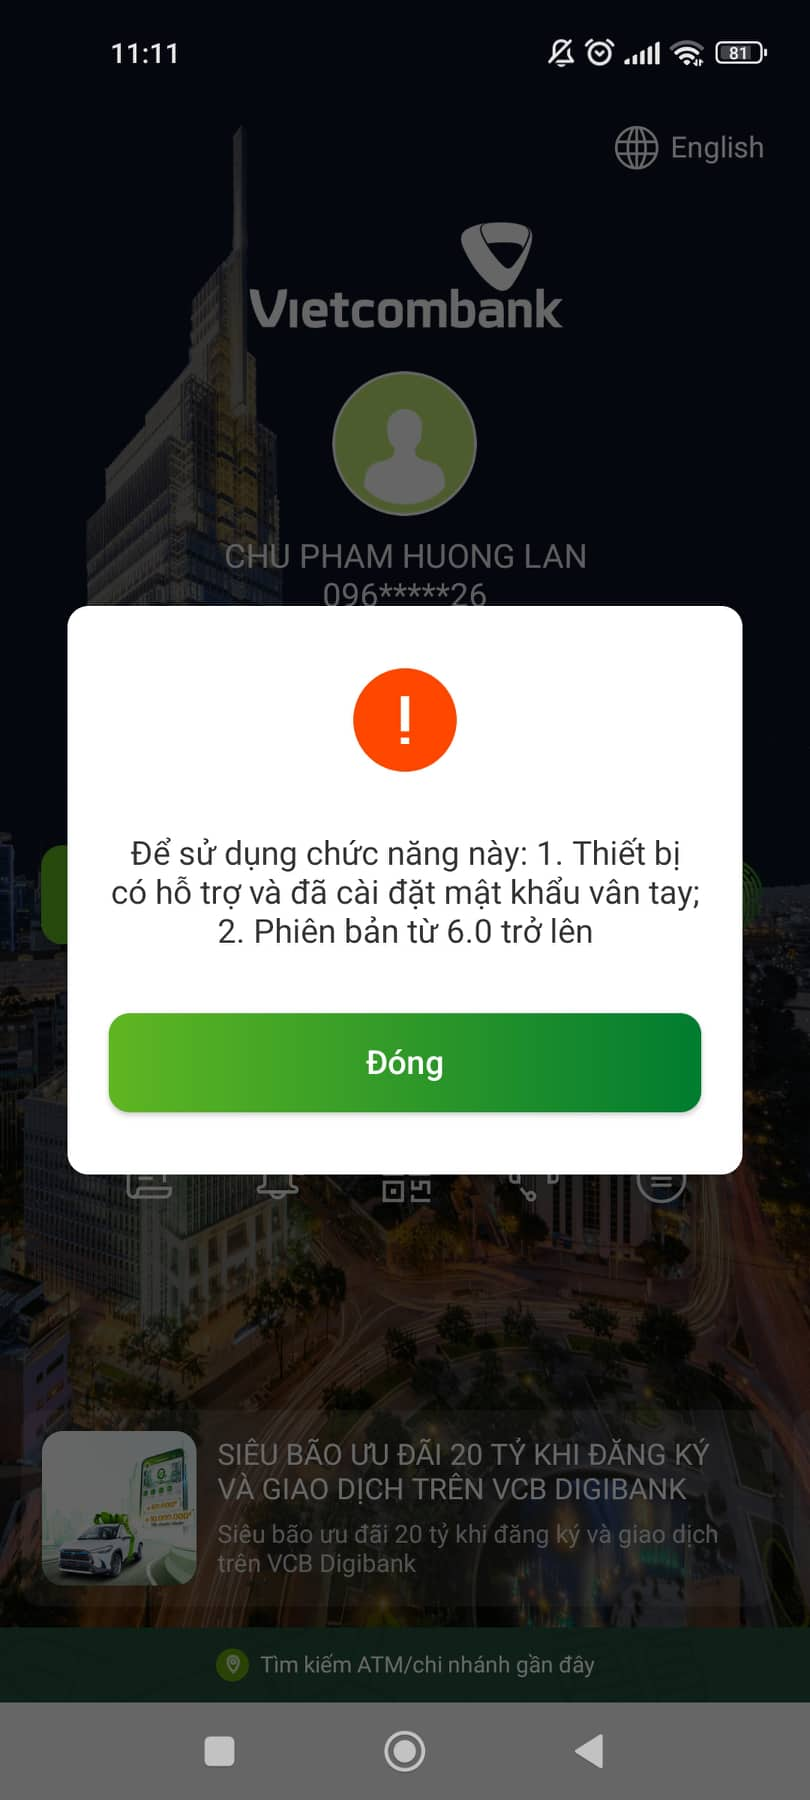 11:11
81
English
Vietcombank
CHU PHAM HUONG LAN
096*****26
!
Để sử dụng chức năng này: 1. Thiết bị
có hỗ trợ và đã cài đặt mật khẩu vân tay;
2. Phiên bản từ 6.0 trở lên
Đóng
SIÊU BÃO ƯU ĐÃI 20 TỶ KHI ĐĂNG KÝ
VÀ GIAO DỊCH TRÊN VCB DIGIBANK
Siêu bão ưu đãi 20 tỷ khi đăng ký và giao dịch
trên VCB Digibank
Tìm kiếm ATM/chi nhánh gần đây